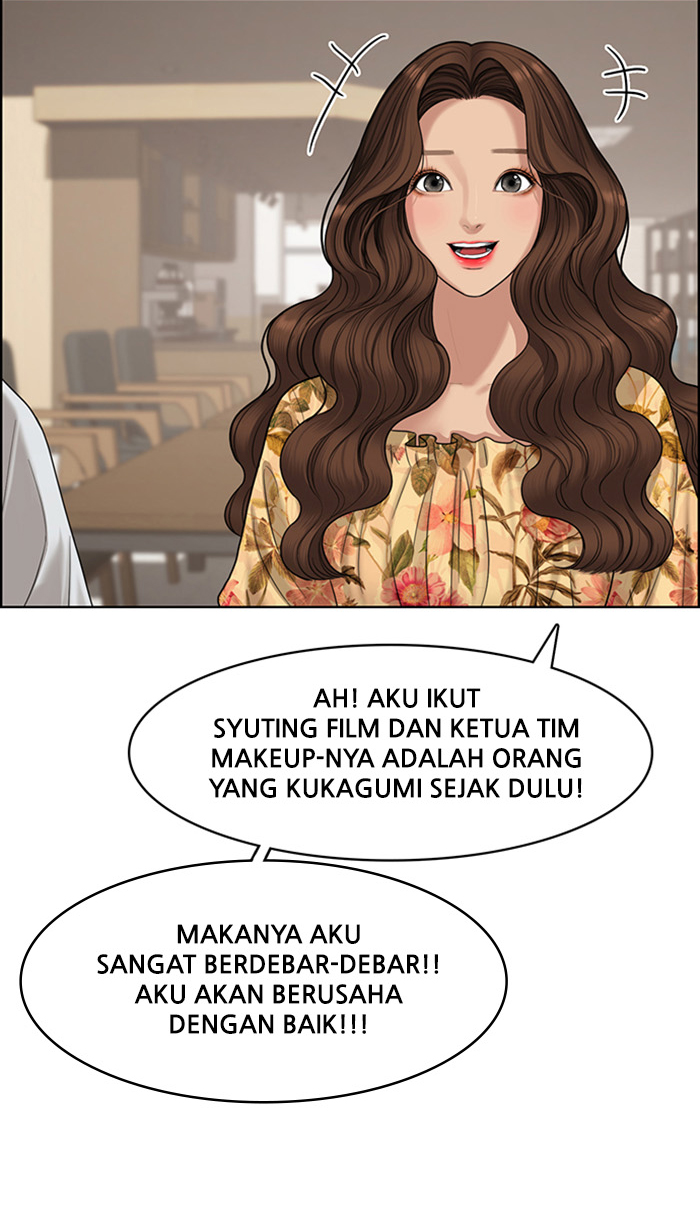 AH! AKU IKUT
SYUTING FILM DAN KETUA TIM
MAKEUP-NYA ADALAH ORANG
YANG KUKAGUMI SEJAK DULU!
MAKANYA AKU
SANGAT BERDEBAR-DEBAR!!
AKU AKAN BERUSAHA
DENGAN BAIK!!!